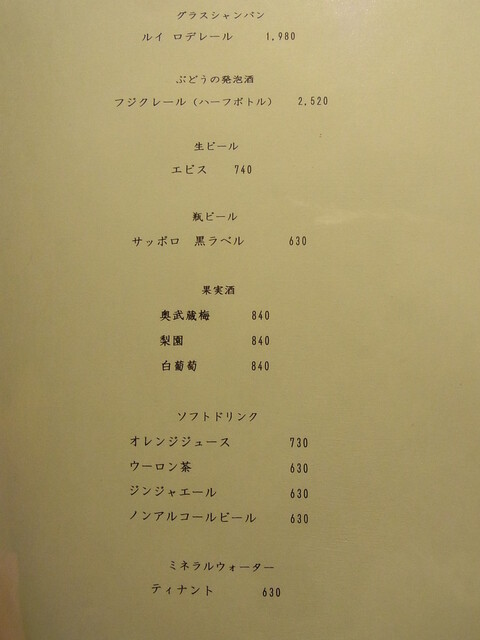 グラスシャンパン
ルイ ロデレール 1,980
ぶどうの発泡酒
フジクレール（ハーフボトル） 2,520
生ビール
エビス 740
瓶ビール
サッポロ 黒ラベル 630
果実酒
奥武蔵梅 840
梨園 840
白葡萄 840
ソフトドリンク
オレンジジュース 730
ウーロン茶 630
ジンジャエール 630
ノンアルコールビール 630
ミネラルウォーター
ティナント 630